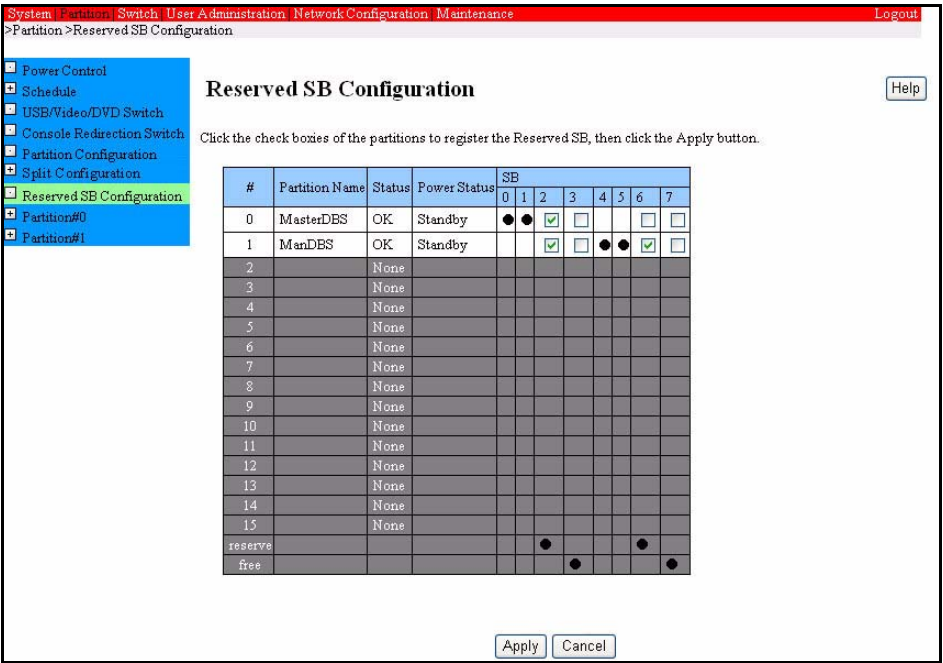 System Partition Switch User Administration Network Configuration Maintenance Logout
>Partition >Reserved SB Configuration
Power Control
Schedule
USB/Video/DVD Switch
Console Redirection Switch
Partition Configuration
Split Configuration
Reserved SB Configuration
Partition#0
Partition#1
Reserved SB Configuration
Help
Click the check boxies of the partitions to register the Reserved SB, then click the Apply button.
# Partition Name Status Power Status SB
0 1 2 3 4 5 6 7
0 MasterDBS OK Standby
1 ManDBS OK Standby
2 None
3 None
4 None
5 None
6 None
7 None
8 None
9 None
10 None
11 None
12 None
13 None
14 None
15 None
reserve
free
Apply Cancel